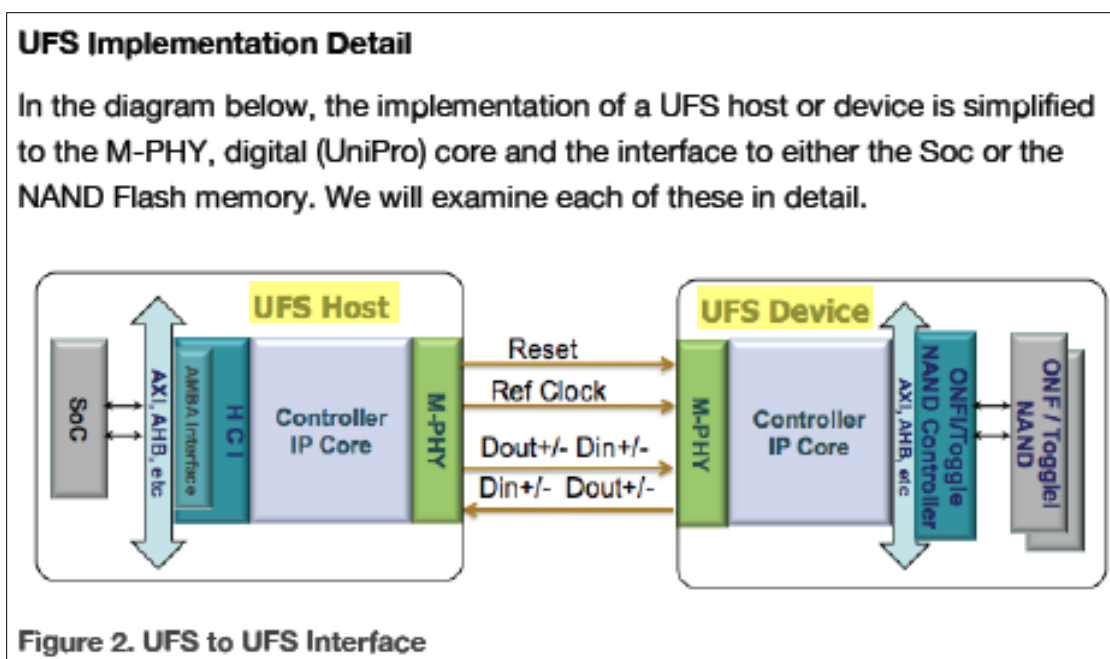 UFS Implementation Detail
In the diagram below, the implementation of a UFS host or device is simplified
to the M-PHY, digital (UniPro) core and the interface to either the Soc or the
NAND Flash memory. We will examine each of these in detail.
UFS Host
SoC
AXI, AHB, etc
AMBA Interface
HCI
Controller
IP Core
M-PHY
Reset
Ref Clock
Dout+/- Din+/-
Din+/- Dout+/-
UFS Device
M-PHY
Controller
IP Core
AXI, AHB, etc
ONFI/Toggle
NAND Controller
ONF / Togglel
NAND
Figure 2. UFS to UFS Interface